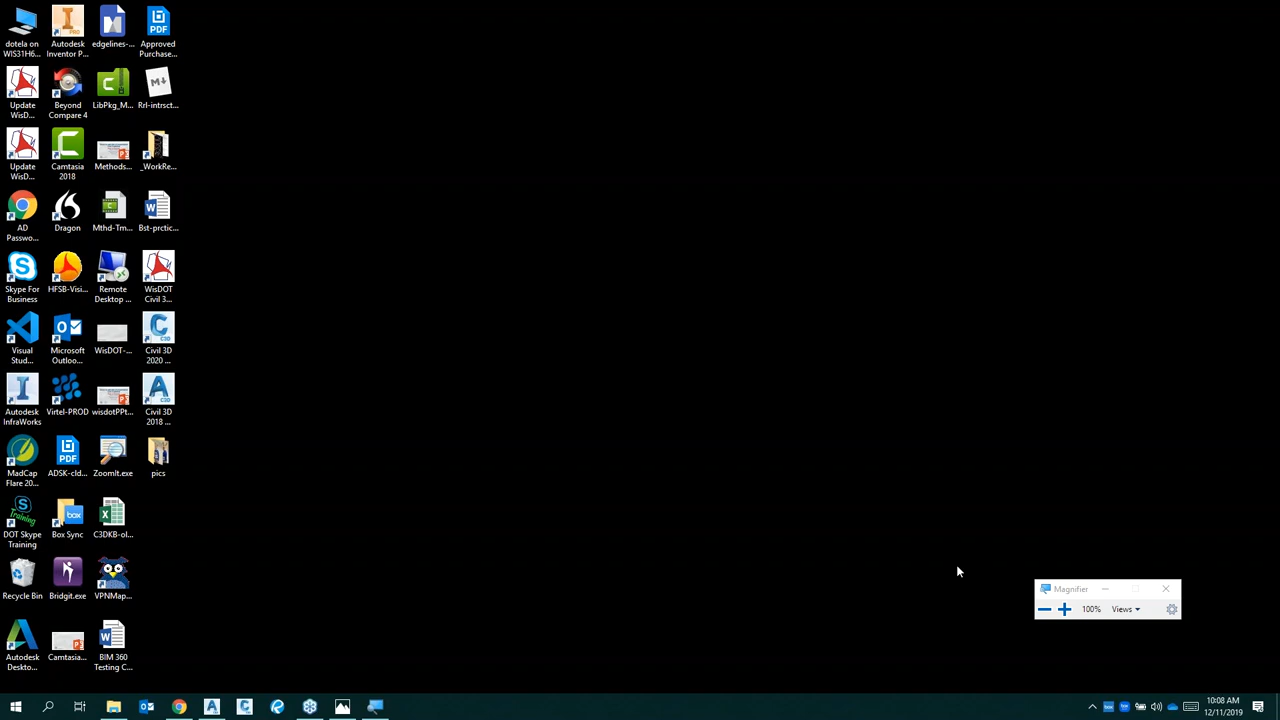 dotela on
WIS31H6...
Autodesk
Inventor P...
edgelines-...
Approved
Purchase...
Update
WisD...
Beyond
Compare 4
LibPkg_M...
Rrl-intrsct...
Update
WisD...
Camtasia
2018
Methods...
_WorkRe...
AD
Passwo...
Dragon
Mthd-Tm...
Bst-prctic...
Skype For
Business
HFSB-Visi...
Remote
Desktop ...
WisDOT
Civil 3...
Visual
Stud...
Microsoft
Outloo...
WisDOT-...
Civil 3D
2020 ...
Autodesk
InfraWorks
Virtel-PROD
wisdotPPt...
Civil 3D
2018 ...
MadCap
Flare 20...
ADSK-cld...
ZoomIt.exe
pics
DOT Skype
Training
Box Sync
C3DKB-ol...
Recycle Bin
Bridgit.exe
VPNMap...
Autodesk
Deskto...
Camtasia...
BIM 360
Testing C...
Magnifier
100% Views
10:08 AM
12/11/2019